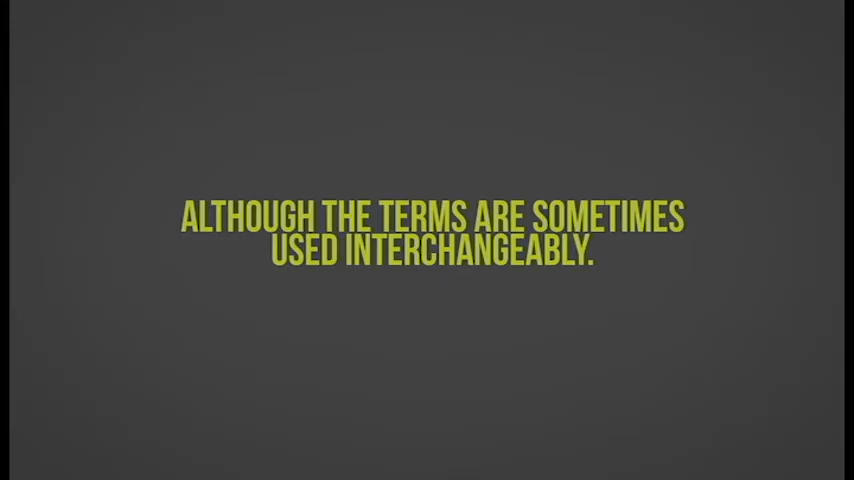 ALTHOUGH THE TERMS ARE SOMETIMES
USED INTERCHANGEABLY.